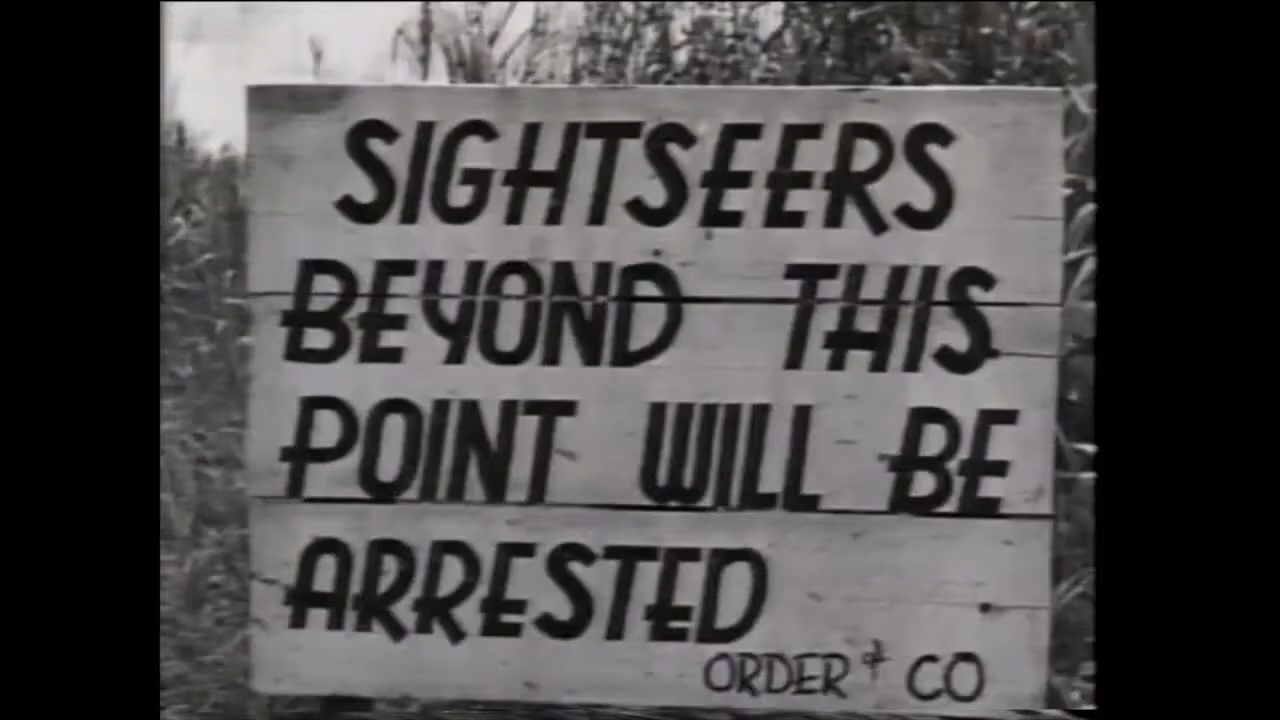 SIGHTSEERS
BEYOND THIS
POINT WILL BE
ARRESTED
ORDER & CO